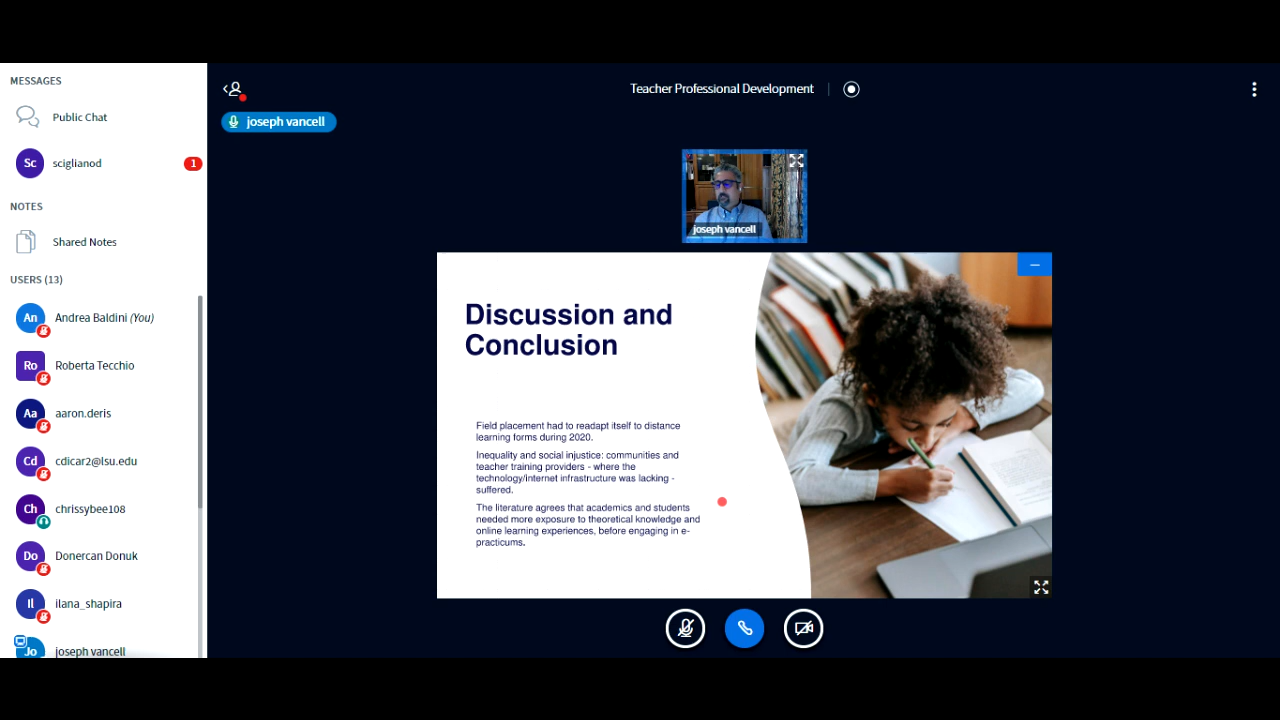 MESSAGES
Public Chat
Sc
sciglianod
1
NOTES
Shared Notes
USERS (13)
An
Andrea Baldini (You)
Ro
Roberta Tecchio
Aa
aaron.deris
Cd
cdicar2@lsu.edu
Ch
chrissybee108
Do
Donercan Donuk
Il
ilana_shapira
Jo
joseph vancell
Teacher Professional Development
joseph vancell
joseph vancell
Discussion and
Conclusion
Field placement had to readapt itself to distance
learning forms during 2020.
Inequality and social injustice: communities and
teacher training providers - where the
technology/internet infrastructure was lacking -
suffered.
The literature agrees that academics and students
needed more exposure to theoretical knowledge and
online learning experiences, before engaging in e-
practicums.